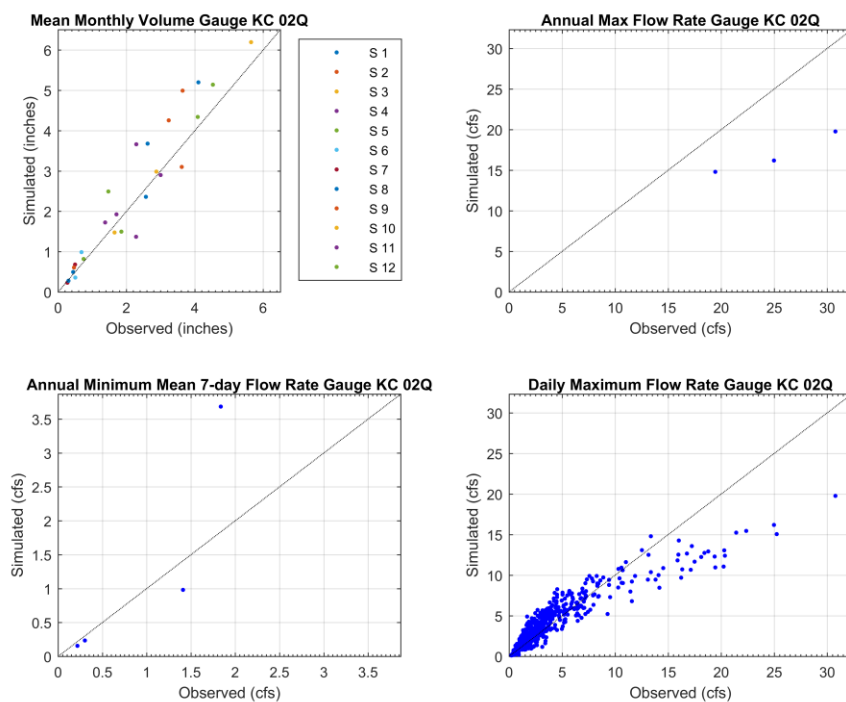 Mean Monthly Volume Gauge KC 02Q
6
5
4
3
2
1
0
0
2
4
6
Simulated (inches)
Observed (inches)
S 1
S 2
S 3
S 4
S 5
S 6
S 7
S 8
S 9
S 10
S 11
S 12
Annual Max Flow Rate Gauge KC 02Q
30
25
20
15
10
5
0
0
5
10
15
20
25
30
Simulated (cfs)
Observed (cfs)
Annual Minimum Mean 7-day Flow Rate Gauge KC 02Q
3.5
3
2.5
2
1.5
1
0.5
0
0
0.5
1
1.5
2
2.5
3
3.5
Simulated (cfs)
Observed (cfs)
Daily Maximum Flow Rate Gauge KC 02Q
30
25
20
15
10
5
0
0
5
10
15
20
25
30
Simulated (cfs)
Observed (cfs)